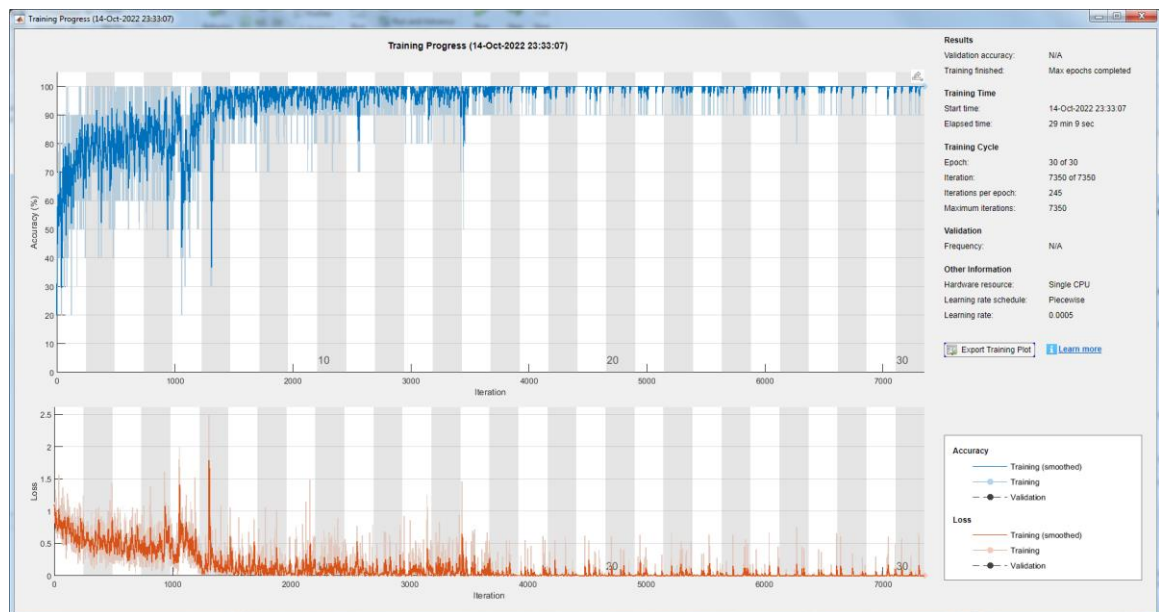 Training Progress (14-Oct-2022 23:33:07)
Training Progress (14-Oct-2022 23:33:07)
100
90
80
70
60
50
40
30
20
10
0
Accuracy (%)
10
20
30
0
1000
2000
3000
4000
5000
6000
7000
Iteration
2.5
2
1.5
1
0.5
0
Loss
20
30
0
1000
2000
3000
4000
5000
6000
7000
Iteration
Results
Validation accuracy: N/A
Training finished: Max epochs completed
Training Time
Start time: 14-Oct-2022 23:33:07
Elapsed time: 29 min 9 sec
Training Cycle
Epoch: 30 of 30
Iteration: 7350 of 7350
Iterations per epoch: 245
Maximum iterations: 7350
Validation
Frequency: N/A
Other Information
Hardware resource: Single CPU
Learning rate schedule: Piecewise
Learning rate: 0.0005
Export Training Plot
Learn more
Accuracy
Training (smoothed)
Training
Validation
Loss
Training (smoothed)
Training
Validation